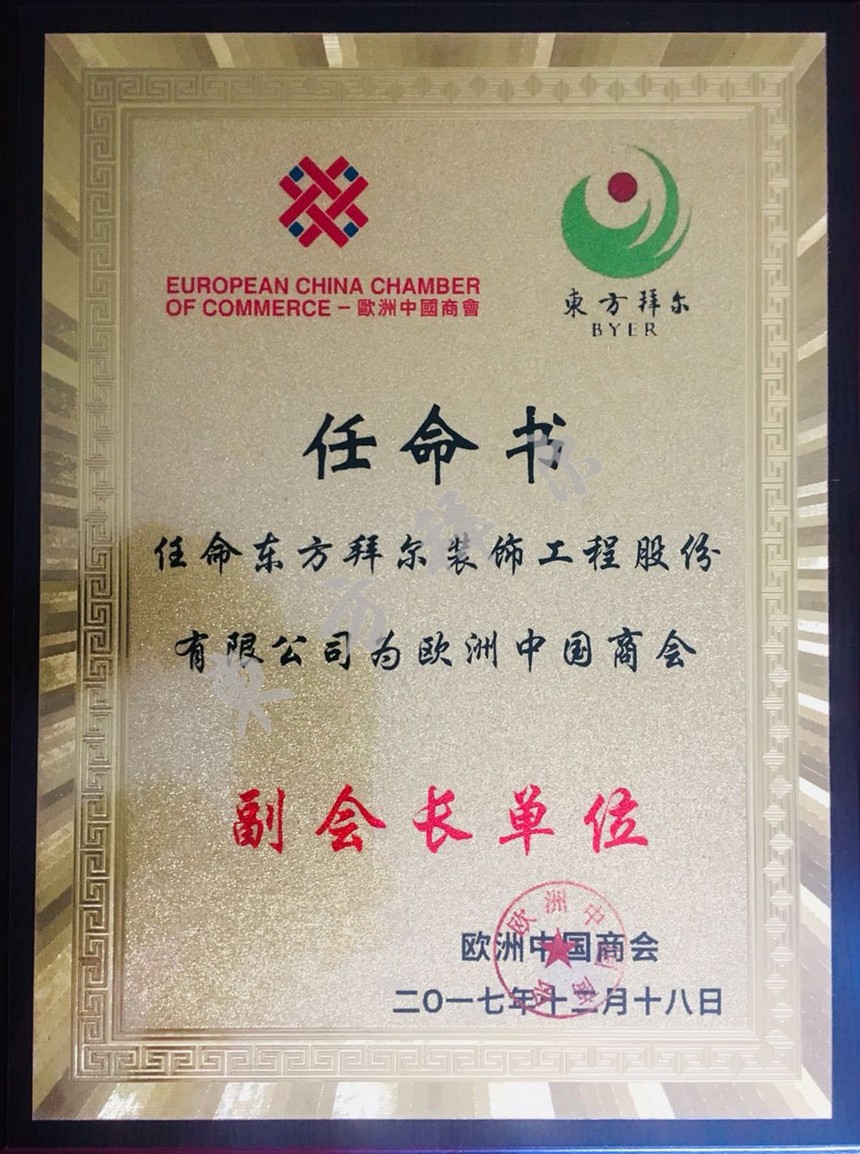 EUROPEAN CHINA CHAMBER
OF COMMERCE – 歐洲中國商會
東方拜尔
BYER
任命书
任命东方拜尔装饰工程股份
有限公司为欧洲中国商会
副会长单位
欧洲中国商会
二〇一七年十二月十八日